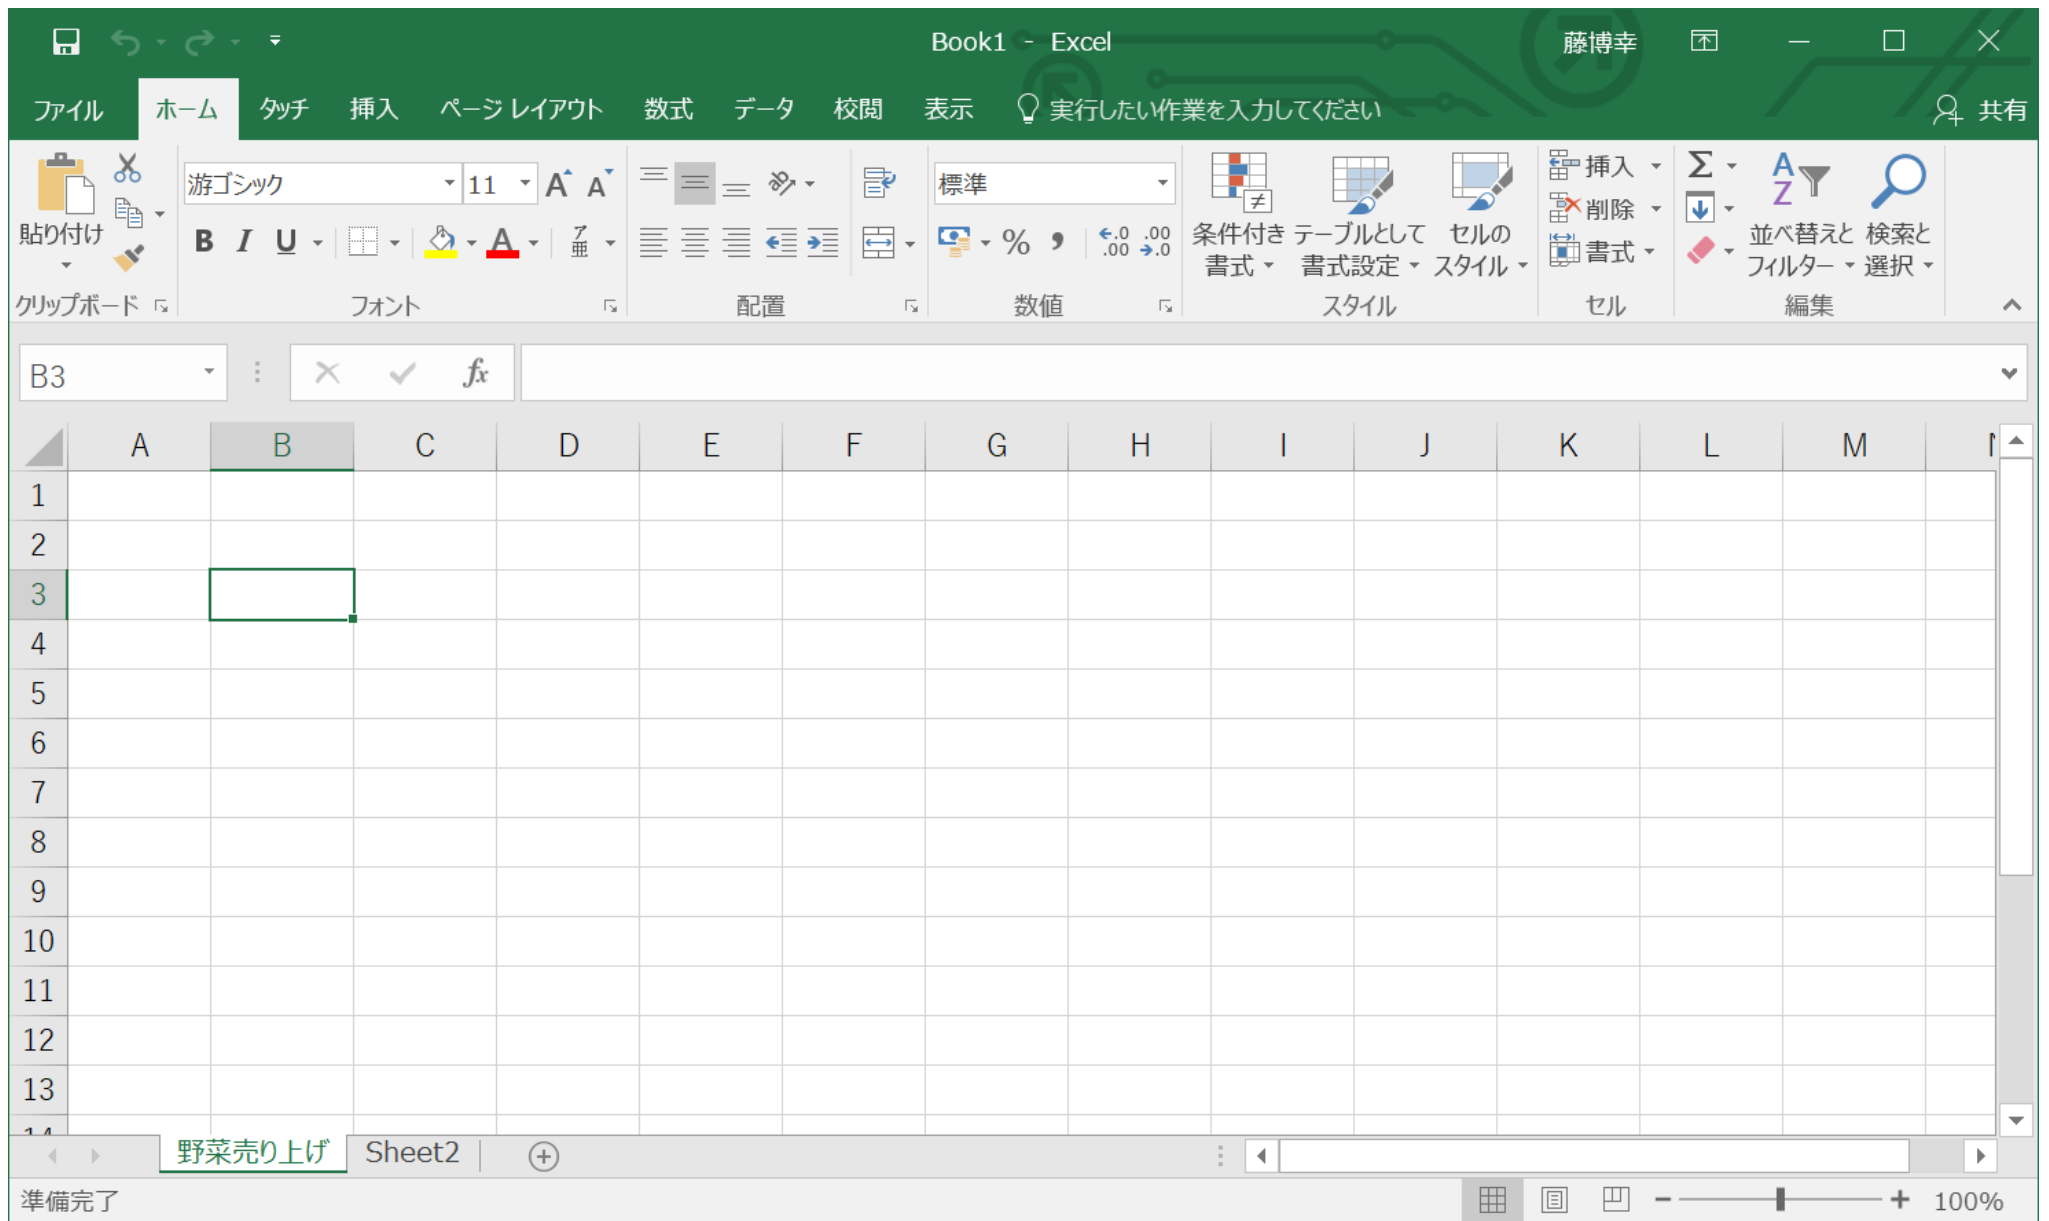 Book1 - Excel
藤博幸
ファイル ホーム タッチ 挿入 ページ レイアウト 数式 データ 校閲 表示 実行したい作業を入力してください 共有
貼り付け
游ゴシック 11
B I U
ア
亜
標準
% , .0 .00 .00 .0
条件付き書式
テーブルとして書式設定
セルのスタイル
挿入
削除
書式
Σ
並べ替えとフィルター
検索と選択
クリップボード フォント 配置 数値 スタイル セル 編集
B3
fx
A B C D E F G H I J K L M
1
2
3
4
5
6
7
8
9
10
11
12
13
14
野菜売り上げ Sheet2
準備完了 100%